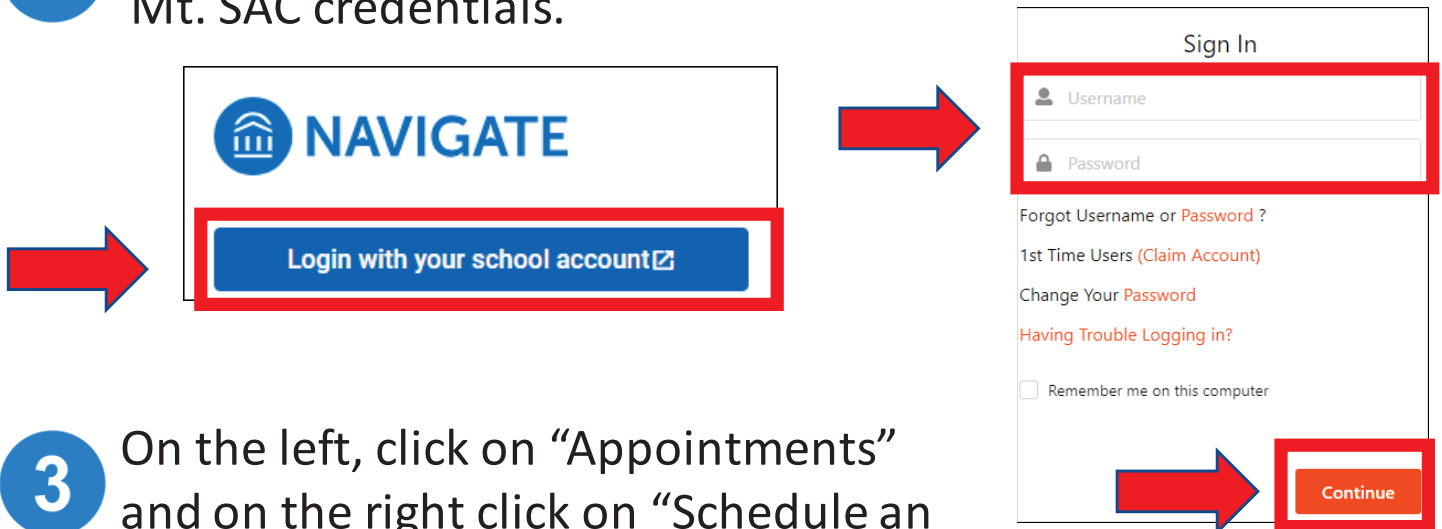 Mt. SAC credentials.
NAVIGATE
Login with your school account
Sign In
Username
Password
Forgot Username or Password ?
1st Time Users (Claim Account)
Change Your Password
Having Trouble Logging in?
Remember me on this computer
Continue
3
On the left, click on “Appointments”
and on the right click on “Schedule an